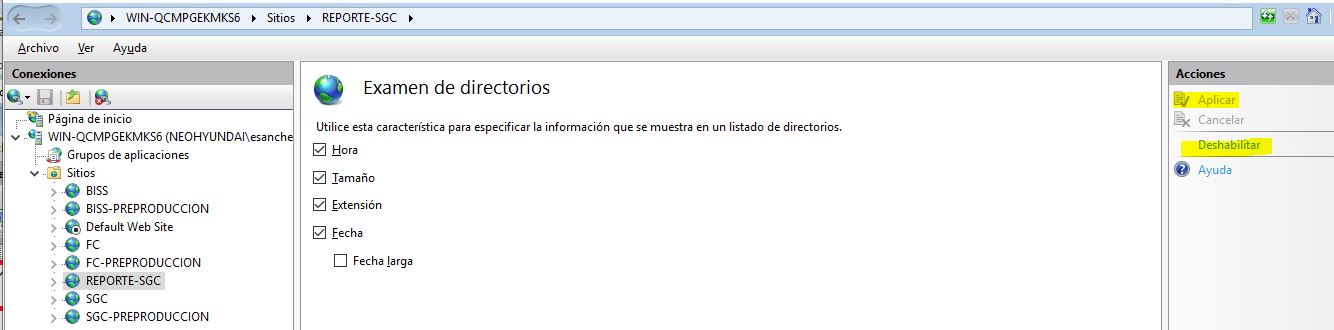 WIN-QCMPGEKMKS6 Sitios REPORTE-SGC
Archivo Ver Ayuda
Conexiones
Página de inicio
WIN-QCMPGEKMKS6 (NEOHYUNDAI\esanche
Grupos de aplicaciones
Sitios
BISS
BISS-PREPRODUCCION
Default Web Site
FC
FC-PREPRODUCCION
REPORTE-SGC
SGC
SGC-PREPRODUCCION
Examen de directorios
Utilice esta característica para especificar la información que se muestra en un listado de directorios.
Hora
Tamaño
Extensión
Fecha
Fecha larga
Acciones
Aplicar
Cancelar
Deshabilitar
Ayuda